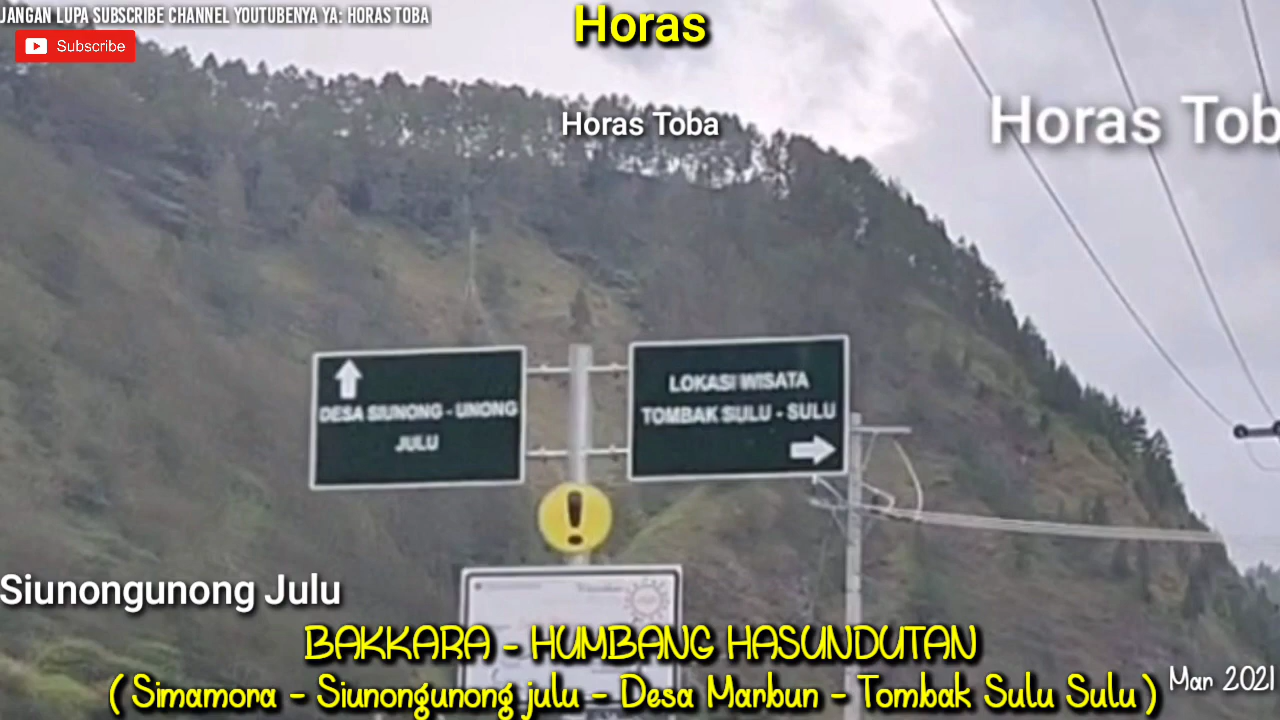 JANGAN LUPA SUBSCRIBE CHANNEL YOUTUBENYA YA: HORAS TOBA
Subscribe
Horas
Horas Toba
Horas Tob
DESA SIUNONG - UNONG
JULU
LOKASI WISATA
TOMBAK SULU - SULU
Siunongunong Julu
BAKKARA - HUMBANG HASUNDUTAN
( Simamora - Siunongunong julu - Desa Marbun - Tombak Sulu Sulu )
Mar 2021